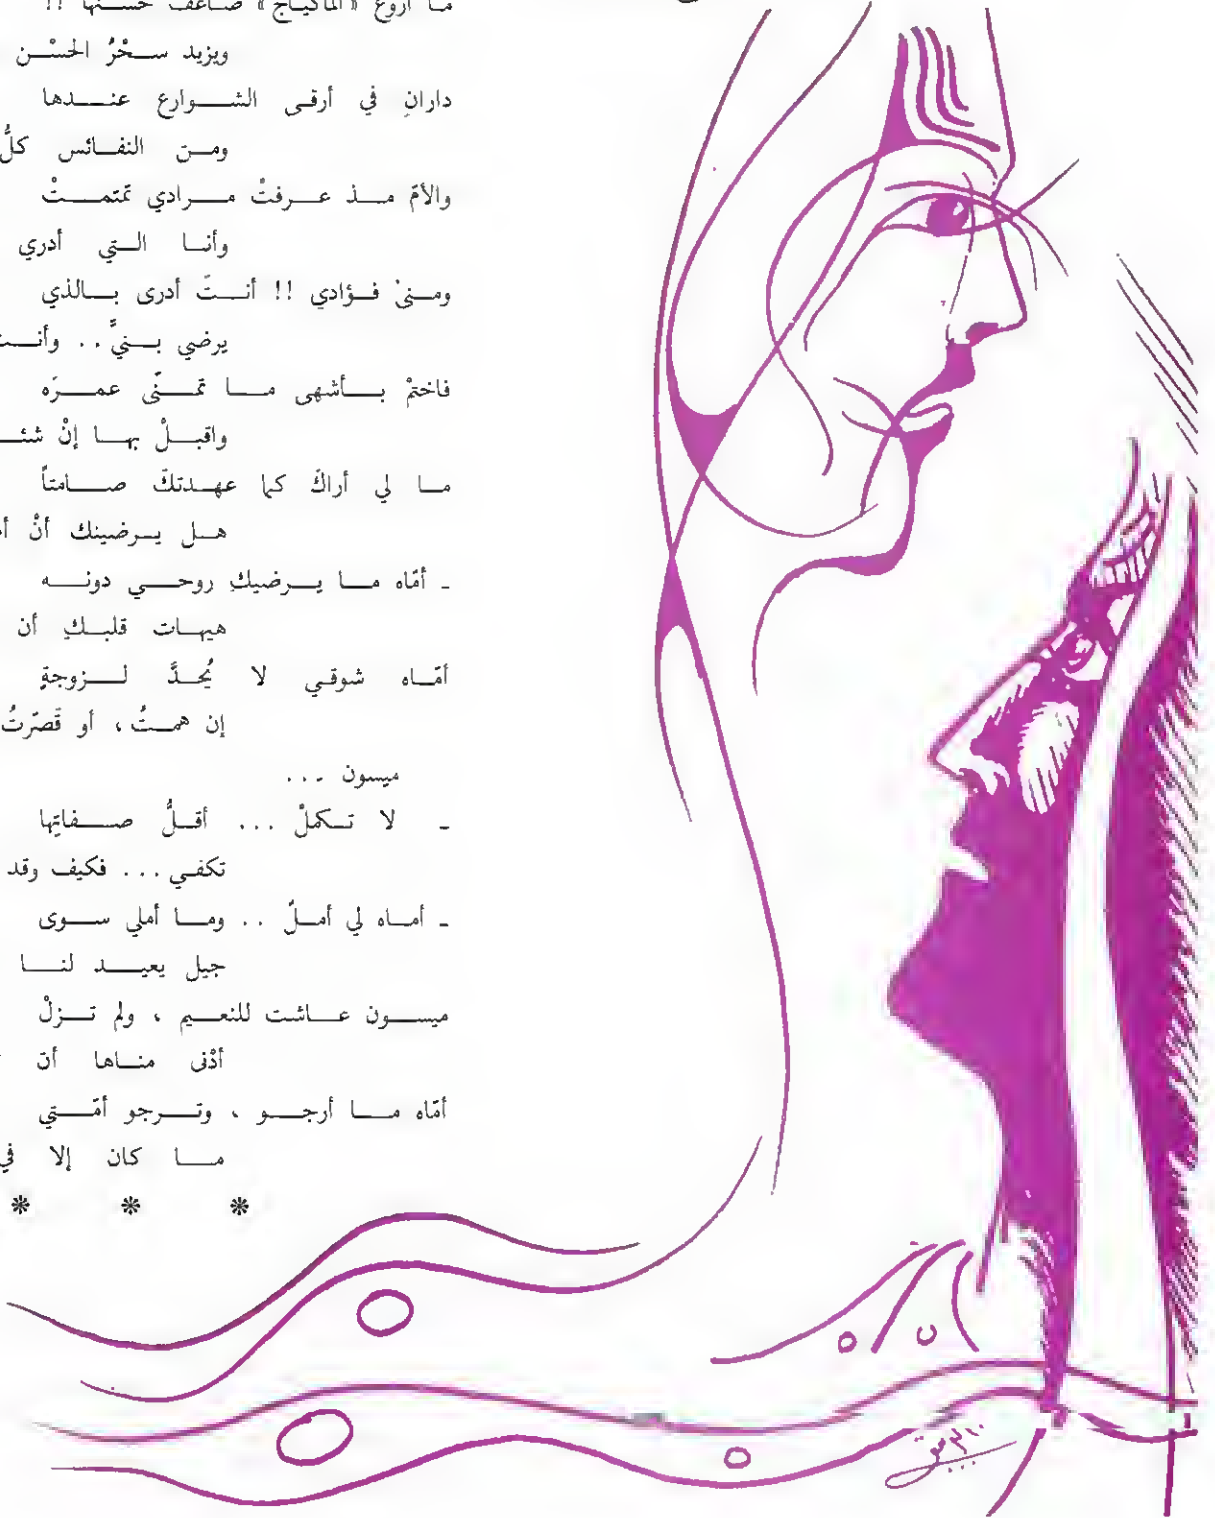 ما أروع «الماكياج» ضاعف حسنها !!
ويزيد سحْرُ الحسْن
دارانِ في أرقى الشوارع عندها
ومن النفائس كلُّ
والأمّ مذ عرفتْ مرادي تمتمتْ
وأنا التي أدري
ومنىْ فؤادي !! أنتَ أدرى بالذي
يرضي بنيَّ .. وأنت
فاختمْ بأشهى ما تمنّى عمرَه
واقبلْ بها إنْ شئـ
ما لي أراكَ كما عهدتكَ صامتاً
هل يرضينك أنْ أ
ـ أمّاه ما يرضيكِ روحي دونه
هيهات قلبكِ أن
أمّاه شوقي لا يُحدَّ لزوجةٍ
إن همتُ ، أو قَصّرتُ
ميسون ...
ـ لا تكملْ ... أقلُّ صفاتِها
تكفي ... فكيف وقد
ـ أماه لي أملٌ .. وما أملي سوى
جيل يعيد لنا
ميسون عاشت للنعيم ، ولم تزلْ
أدْنى مناها أن
أمّاه ما أرجو ، وترجو أمّتي
ما كان إلا في
* * *